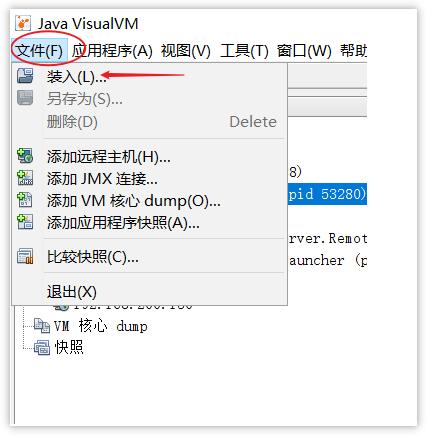 Java VisualVM
文件(F) 应用程序(A) 视图(V) 工具(T) 窗口(W) 帮助
装入(L)...
另存为(S)...
删除(D) Delete
添加远程主机(H)...
8)
添加 JMX 连接...
pid 53280)
添加 VM 核心 dump(O)...
添加应用程序快照(A)...
erver.Remot
比较快照(C)...
auncher (p
退出(X)
VM 核心 dump
快照